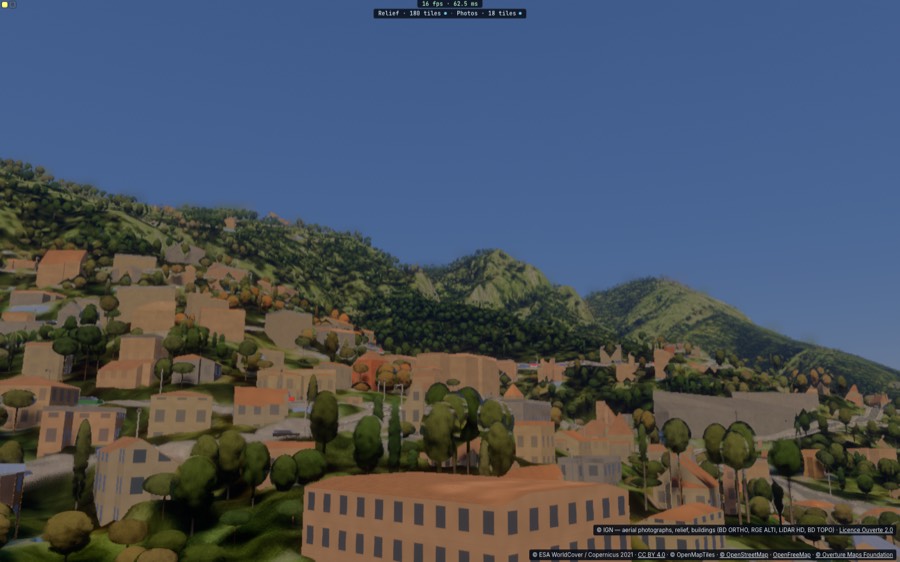 16 fps · 62.5 ms
Relief · 180 tiles · Photos · 18 tiles
© IGN — aerial photographs, relief, buildings (BD ORTHO, RGE ALTI, LiDAR HD, BD TOPO) · Licence Ouverte 2.0
© ESA WorldCover / Copernicus 2021 · CC BY 4.0 · © OpenMapTiles · © OpenStreetMap · OpenFreeMap · © Overture Maps Foundation